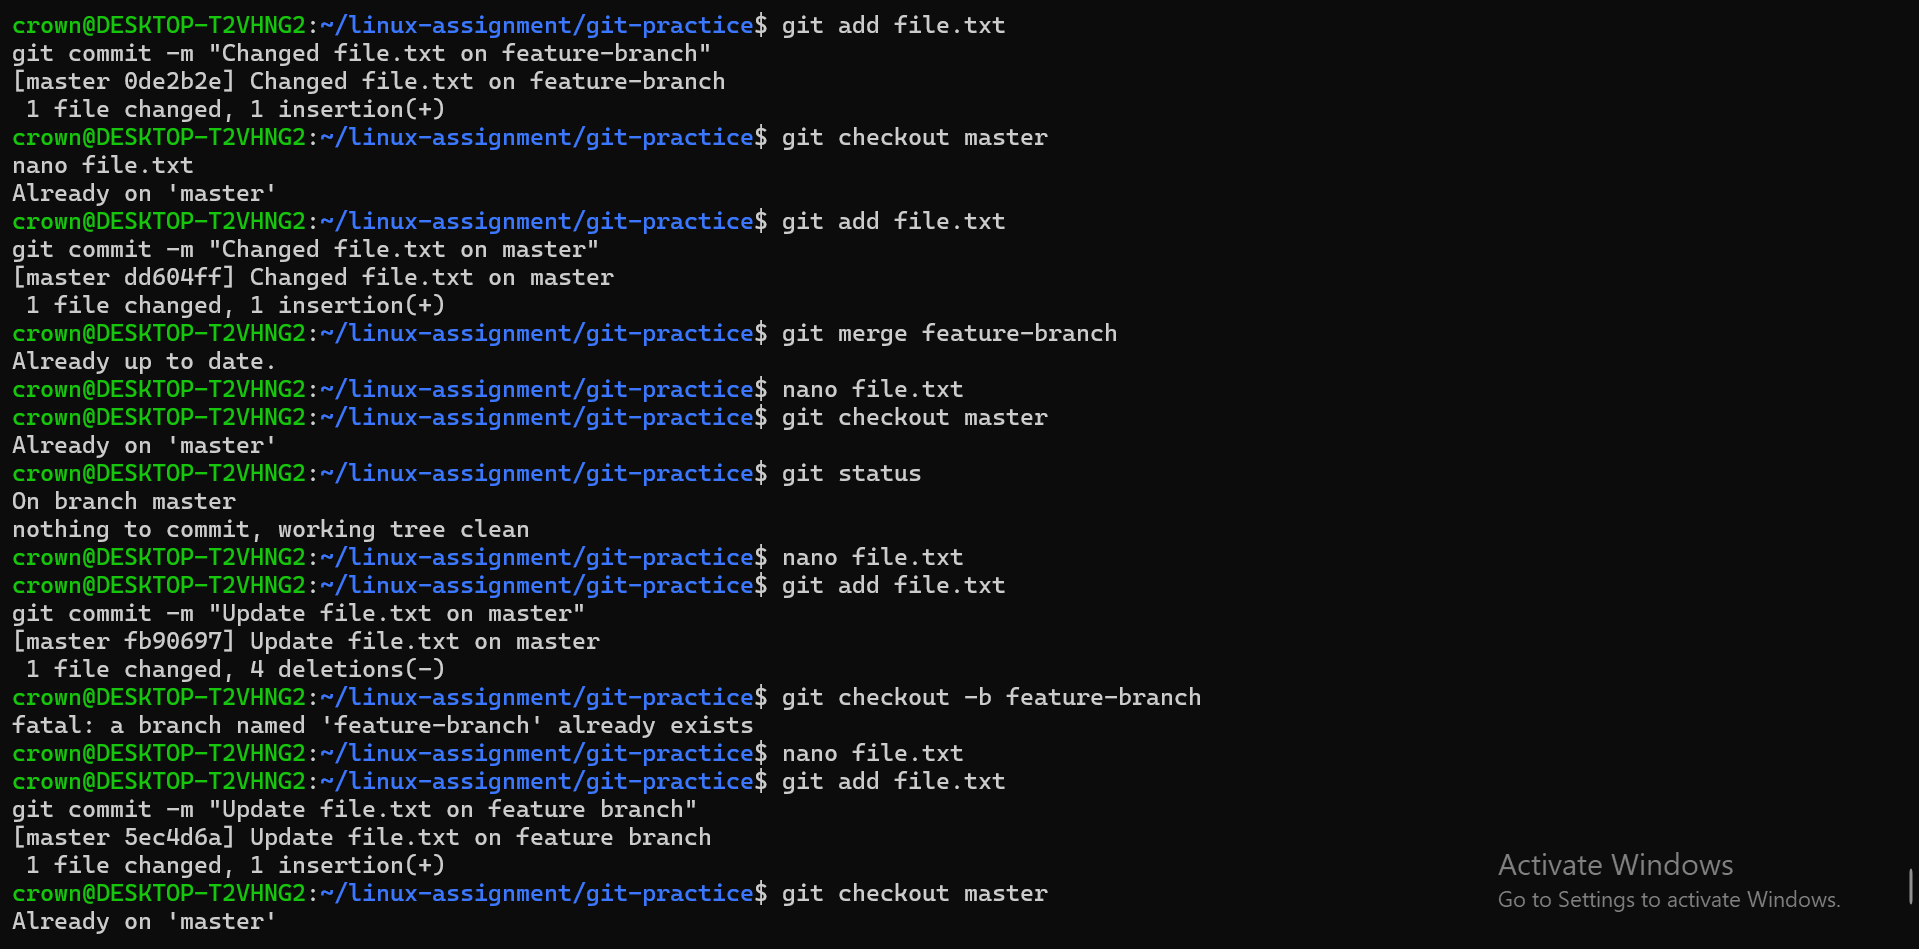 crown@DESKTOP-T2VHNG2:~/linux-assignment/git-practice$ git add file.txt
git commit -m "Changed file.txt on feature-branch"
[master 0de2b2e] Changed file.txt on feature-branch
 1 file changed, 1 insertion(+)
crown@DESKTOP-T2VHNG2:~/linux-assignment/git-practice$ git checkout master
nano file.txt
Already on 'master'
crown@DESKTOP-T2VHNG2:~/linux-assignment/git-practice$ git add file.txt
git commit -m "Changed file.txt on master"
[master dd604ff] Changed file.txt on master
 1 file changed, 1 insertion(+)
crown@DESKTOP-T2VHNG2:~/linux-assignment/git-practice$ git merge feature-branch
Already up to date.
crown@DESKTOP-T2VHNG2:~/linux-assignment/git-practice$ nano file.txt
crown@DESKTOP-T2VHNG2:~/linux-assignment/git-practice$ git checkout master
Already on 'master'
crown@DESKTOP-T2VHNG2:~/linux-assignment/git-practice$ git status
On branch master
nothing to commit, working tree clean
crown@DESKTOP-T2VHNG2:~/linux-assignment/git-practice$ nano file.txt
crown@DESKTOP-T2VHNG2:~/linux-assignment/git-practice$ git add file.txt
git commit -m "Update file.txt on master"
[master fb90697] Update file.txt on master
 1 file changed, 4 deletions(-)
crown@DESKTOP-T2VHNG2:~/linux-assignment/git-practice$ git checkout -b feature-branch
fatal: a branch named 'feature-branch' already exists
crown@DESKTOP-T2VHNG2:~/linux-assignment/git-practice$ nano file.txt
crown@DESKTOP-T2VHNG2:~/linux-assignment/git-practice$ git add file.txt
git commit -m "Update file.txt on feature branch"
[master 5ec4d6a] Update file.txt on feature branch
 1 file changed, 1 insertion(+)
crown@DESKTOP-T2VHNG2:~/linux-assignment/git-practice$ git checkout master
Already on 'master'
Activate Windows
Go to Settings to activate Windows.